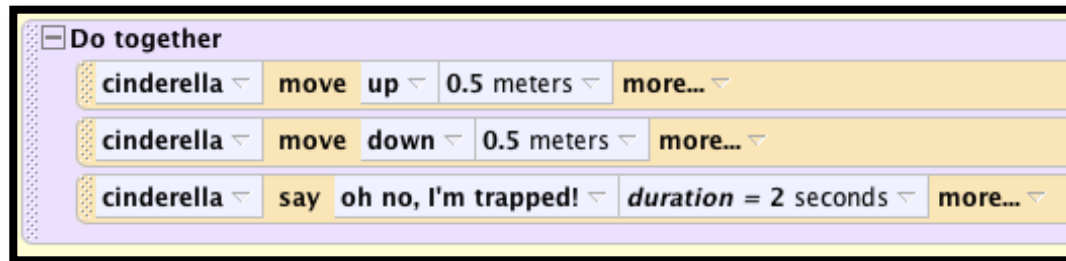 Do together
cinderella move up 0.5 meters more...
cinderella move down 0.5 meters more...
cinderella say oh no, I'm trapped! duration = 2 seconds more...